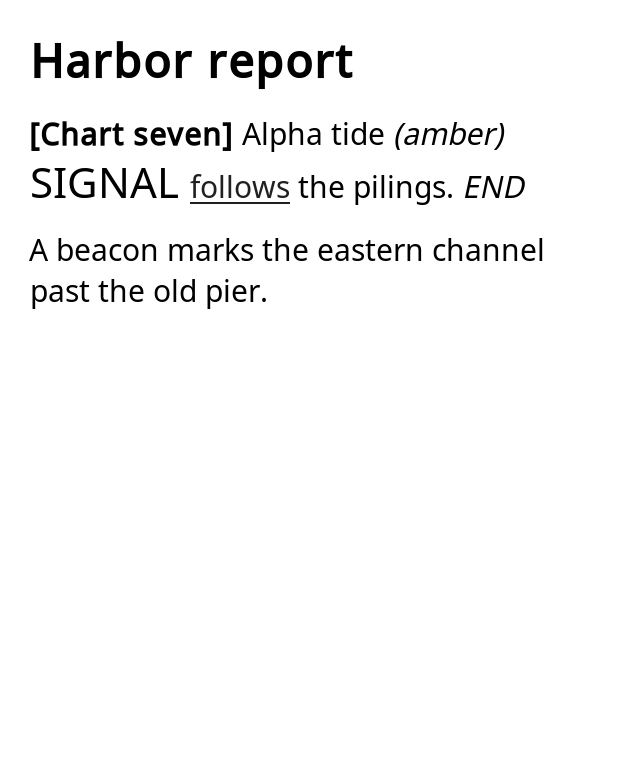 Harbor report
[Chart seven] Alpha tide (amber)
SIGNAL follows the pilings. END
A beacon marks the eastern channel
past the old pier.